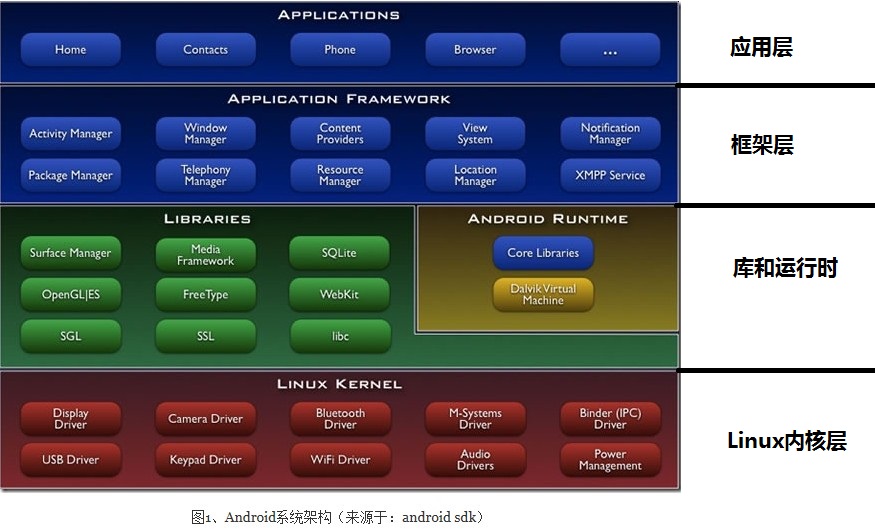 APPLICATIONS
Home
Contacts
Phone
Browser
...
应用层
APPLICATION FRAMEWORK
Activity Manager
Window
Manager
Content
Providers
View
System
Notification
Manager
Package Manager
Telephony
Manager
Resource
Manager
Location
Manager
XMPP Service
框架层
LIBRARIES
Surface Manager
Media
Framework
SQLite
OpenGL|ES
FreeType
WebKit
SGL
SSL
libc
ANDROID RUNTIME
Core Libraries
Dalvik Virtual
Machine
库和运行时
LINUX KERNEL
Display
Driver
Camera Driver
Bluetooth
Driver
M-Systems
Driver
Binder (IPC)
Driver
USB Driver
Keypad Driver
WiFi Driver
Audio
Drivers
Power
Management
Linux内核层
图1、Android系统架构（来源于：android sdk）